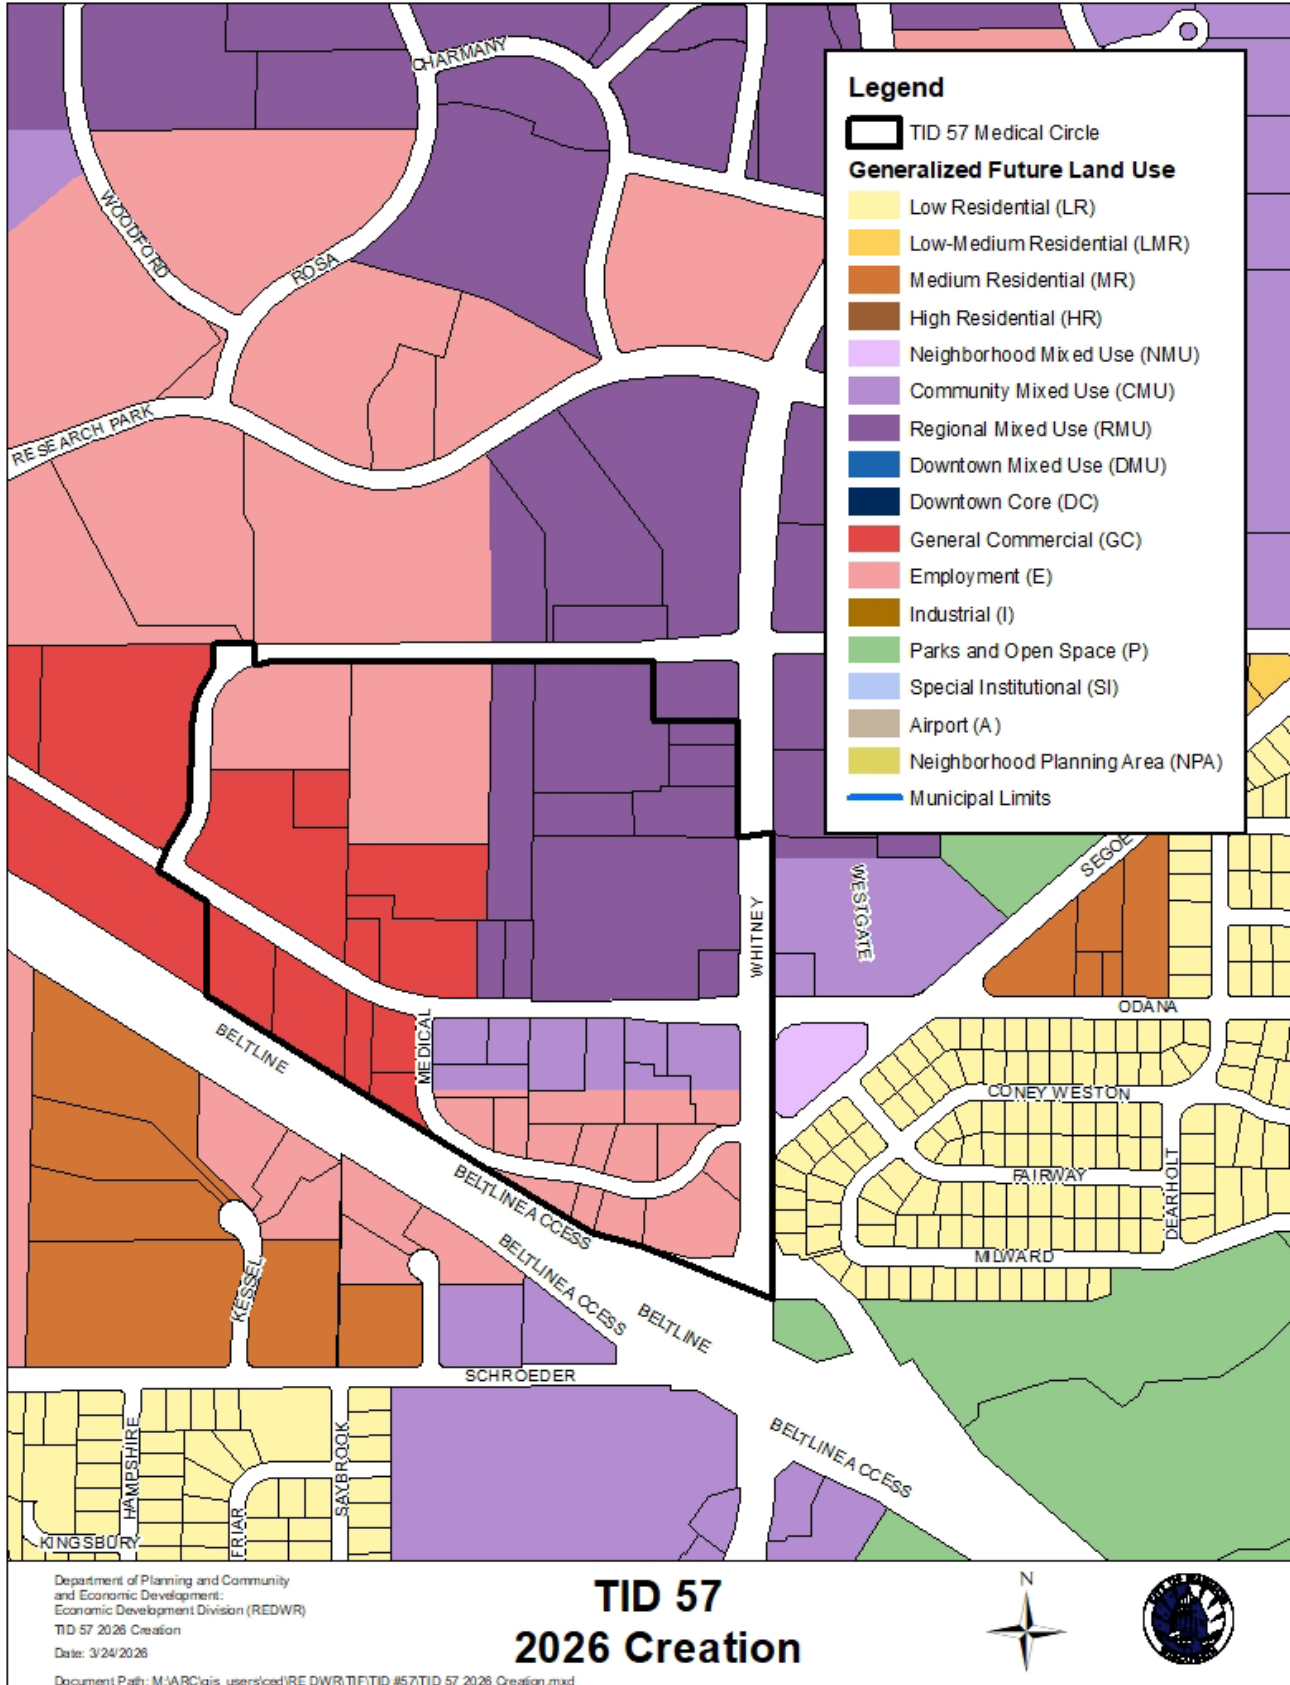 CHARMANY
Legend
TID 57 Medical Circle
Generalized Future Land Use
Low Residential (LR)
Low-Medium Residential (LMR)
Medium Residential (MR)
High Residential (HR)
Neighborhood Mixed Use (NMU)
Community Mixed Use (CMU)
Regional Mixed Use (RMU)
Downtown Mixed Use (DMU)
Downtown Core (DC)
General Commercial (GC)
Employment (E)
Industrial (I)
Parks and Open Space (P)
Special Institutional (SI)
Airport (A)
Neighborhood Planning Area (NPA)
Municipal Limits
WOODFORD
ROSA
RESEARCH PARK
SEGOE
WESTGATE
WHITNEY
ODANA
BELTLINE
MEDICAL
CONEY WESTON
FAIRWAY
DEARHOLT
BELTLINE ACCESS
MILWARD
KESSEL
BELTLINE ACCESS
BELTLINE
SCHROEDER
HAMPSHIRE
SAYBROOK
BELTLINE ACCESS
FRIAR
KINGSBURY
Department of Planning and Community
and Economic Development:
Economic Development Division (REDWR)
TID 57 2026 Creation
Date: 3/24/2026
Document Path: M:\ARC\gis_users\ced\REDWR\TIF\TID #57\TID 57 2026 Creation.mxd
TID 57
2026 Creation
N